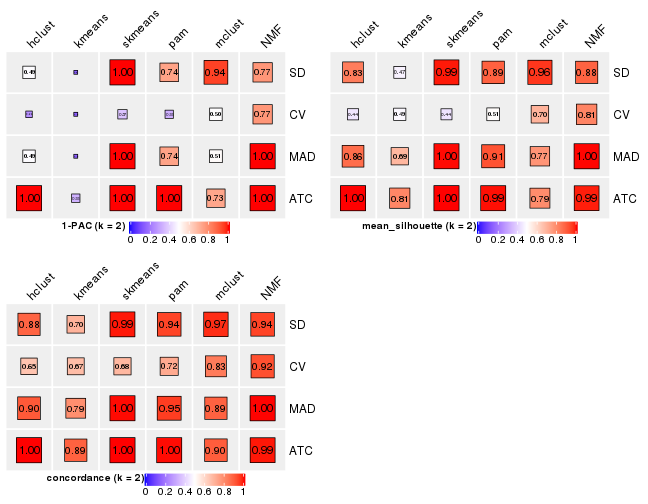 hclust kmeans skmeans pam mclust NMF
0.49 1.00 0.74 0.94 0.77 SD
0.50 0.77 CV
0.49 1.00 0.74 0.51 1.00 MAD
1.00 1.00 1.00 0.73 1.00 ATC
1-PAC (k = 2)
0 0.2 0.4 0.6 0.8 1
hclust kmeans skmeans pam mclust NMF
0.83 0.47 0.99 0.89 0.96 0.88 SD
0.44 0.49 0.44 0.51 0.70 0.81 CV
0.86 0.69 1.00 0.91 0.77 1.00 MAD
1.00 0.81 1.00 0.99 0.79 0.99 ATC
mean_silhouette (k = 2)
0 0.2 0.4 0.6 0.8 1
hclust kmeans skmeans pam mclust NMF
0.88 0.70 0.99 0.94 0.97 0.94 SD
0.65 0.67 0.68 0.72 0.83 0.92 CV
0.90 0.79 1.00 0.95 0.89 1.00 MAD
1.00 0.89 1.00 1.00 0.90 0.99 ATC
concordance (k = 2)
0 0.2 0.4 0.6 0.8 1